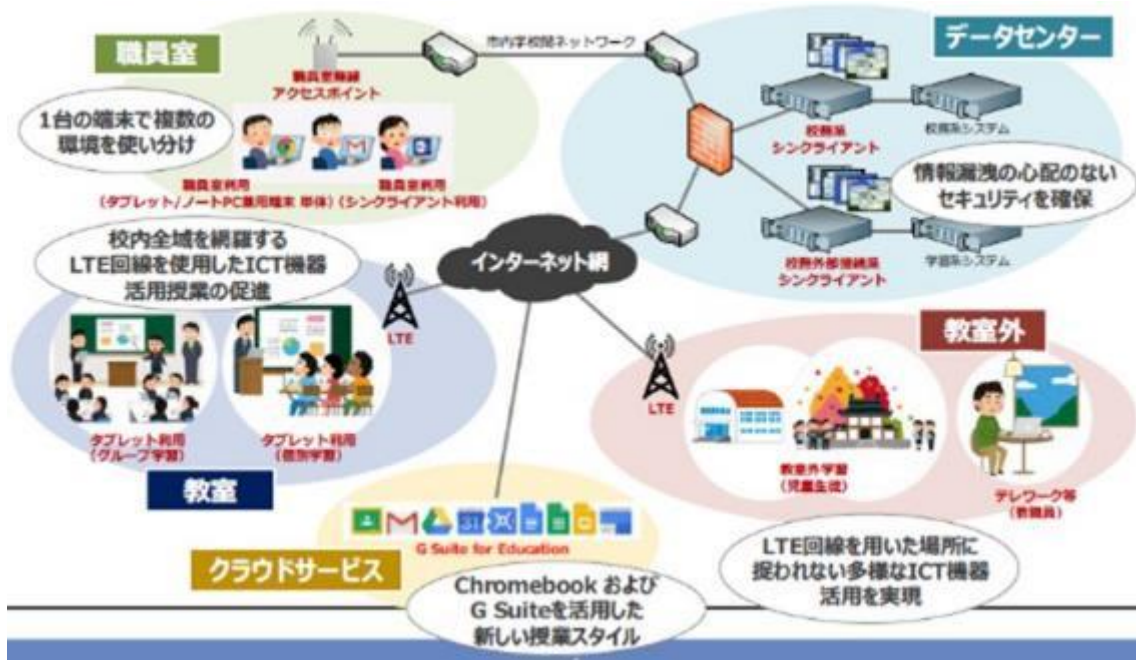 職員室
市内学校間ネットワーク
データセンター
職員室無線
アクセスポイント
1台の端末で複数の
環境を使い分け
職員室利用
(タブレット/ノートPC兼用端末 単体)
職員室利用
(シンクライアント利用)
校務系
シンクライアント
校務系システム
情報漏洩の心配のない
セキュリティを確保
校務外部接続系
シンクライアント
学習系システム
校内全域を網羅する
LTE回線を使用したICT機器
活用授業の促進
インターネット網
LTE
LTE
教室外
タブレット利用
(グループ学習)
タブレット利用
(個別学習)
教室
教室外学習
(児童生徒)
テレワーク等
(教職員)
31
G Suite for Education
クラウドサービス
Chromebook および
G Suiteを活用した
新しい授業スタイル
LTE回線を用いた場所に
捉われない多様なICT機器
活用を実現